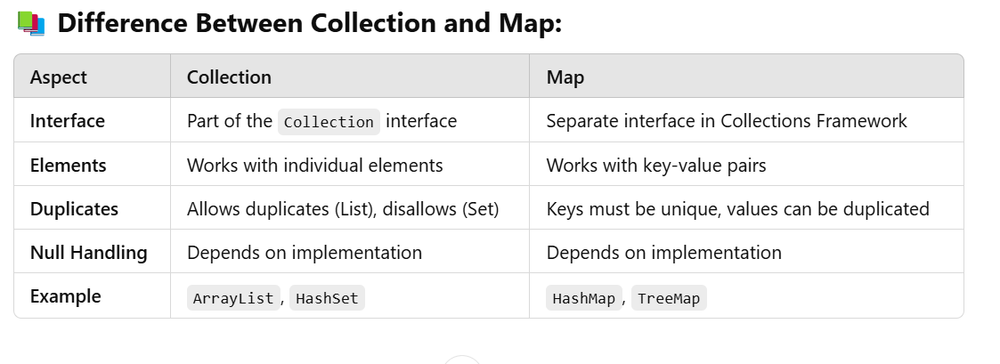 Difference Between Collection and Map:
Aspect Collection Map
Interface Part of the Collection interface Separate interface in Collections Framework
Elements Works with individual elements Works with key-value pairs
Duplicates Allows duplicates (List), disallows (Set) Keys must be unique, values can be duplicated
Null Handling Depends on implementation Depends on implementation
Example ArrayList, HashSet HashMap, TreeMap